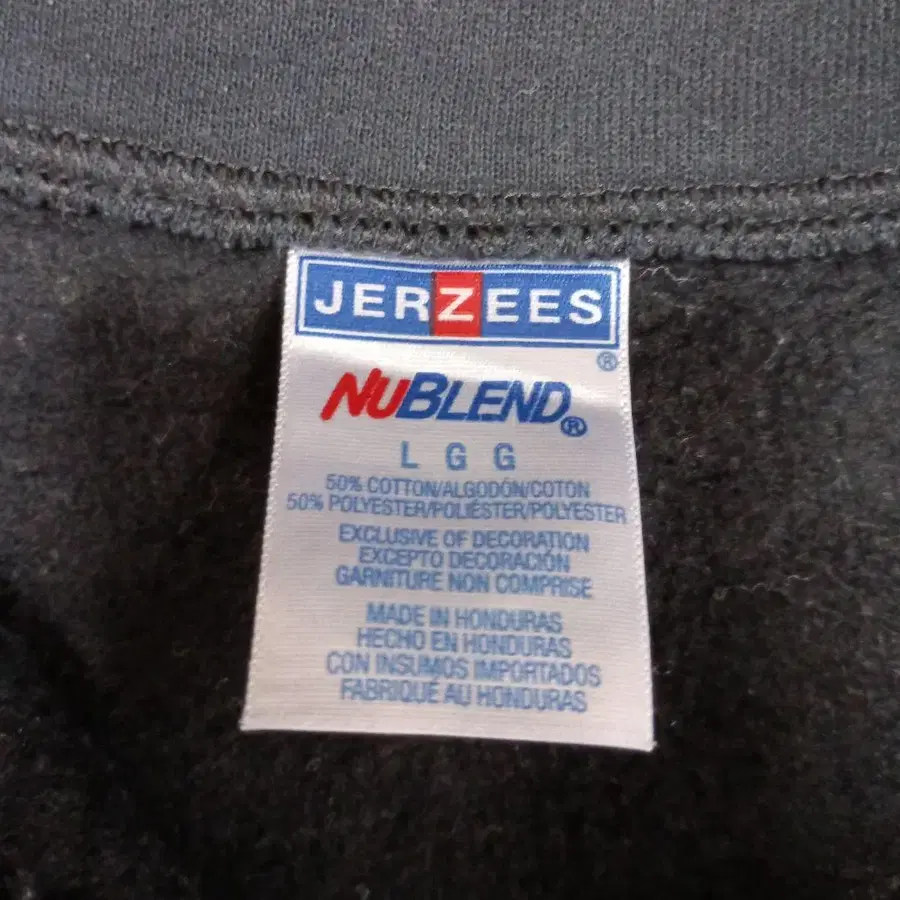 JERZEES
®
NUBLEND®
L G G
50% COTTON/ALGODÓN/COTON
50% POLYESTER/POLIÉSTER/POLYESTER
EXCLUSIVE OF DECORATION
EXCEPTO DECORACIÓN
GARNITURE NON COMPRISE
MADE IN HONDURAS
HECHO EN HONDURAS
CON INSUMOS IMPORTADOS
FABRIQUÉ AU HONDURAS